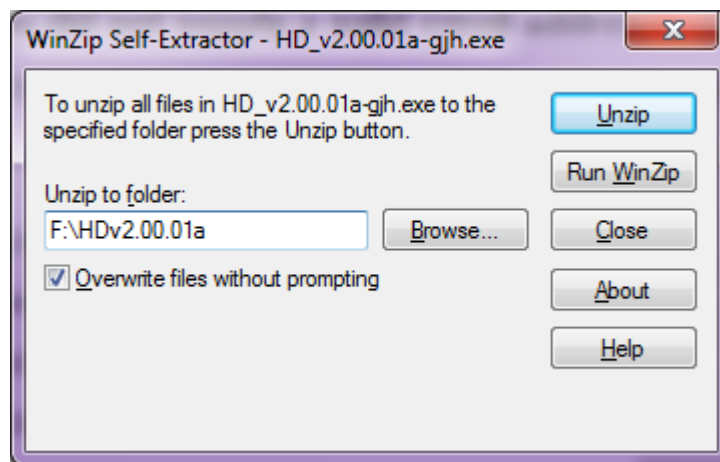 WinZip Self-Extractor - HD_v2.00.01a-gjh.exe
To unzip all files in HD_v2.00.01a-gjh.exe to the
specified folder press the Unzip button.
Unzip
Run WinZip
Unzip to folder:
F:\HDv2.00.01a
Browse...
Close
Overwrite files without prompting
About
Help